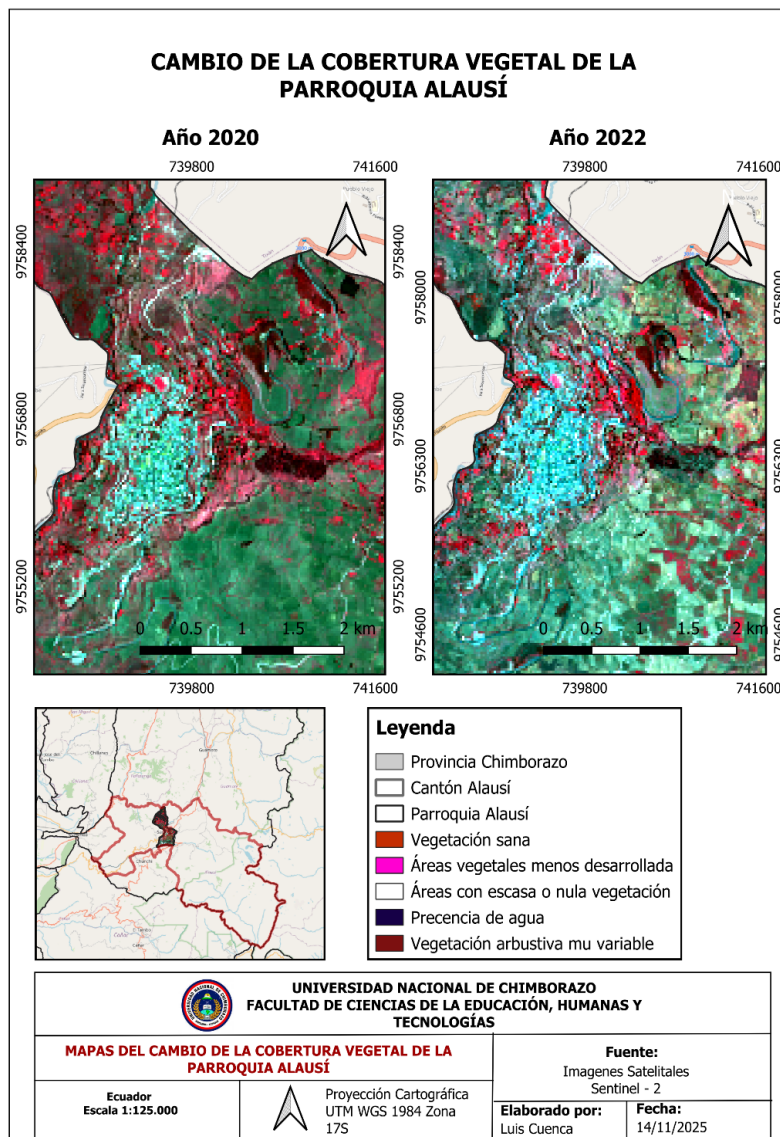 CAMBIO DE LA COBERTURA VEGETAL DE LA
PARROQUIA ALAUSÍ
Año 2020
Año 2022
739800
741600
739800
741600
9758400
9758400
9758000
9758000
9756800
9756800
9756300
9756300
9755200
9755200
9754600
9754600
Pueblo Viejo
0 0.5 1 1.5 2 km
0 0.5 1 1.5 2 km
739800
741600
739800
741600
Leyenda
Provincia Chimborazo
Cantón Alausí
Parroquia Alausí
Vegetación sana
Áreas vegetales menos desarrollada
Áreas con escasa o nula vegetación
Precencia de agua
Vegetación arbustiva mu variable
UNIVERSIDAD NACIONAL DE CHIMBORAZO
FACULTAD DE CIENCIAS DE LA EDUCACIÓN, HUMANAS Y
TECNOLOGÍAS
MAPAS DEL CAMBIO DE LA COBERTURA VEGETAL DE LA
PARROQUIA ALAUSÍ
Fuente:
Imagenes Satelitales
Sentinel - 2
Ecuador
Escala 1:125.000
Proyección Cartográfica
UTM WGS 1984 Zona
17S
Elaborado por:
Luis Cuenca
Fecha:
14/11/2025